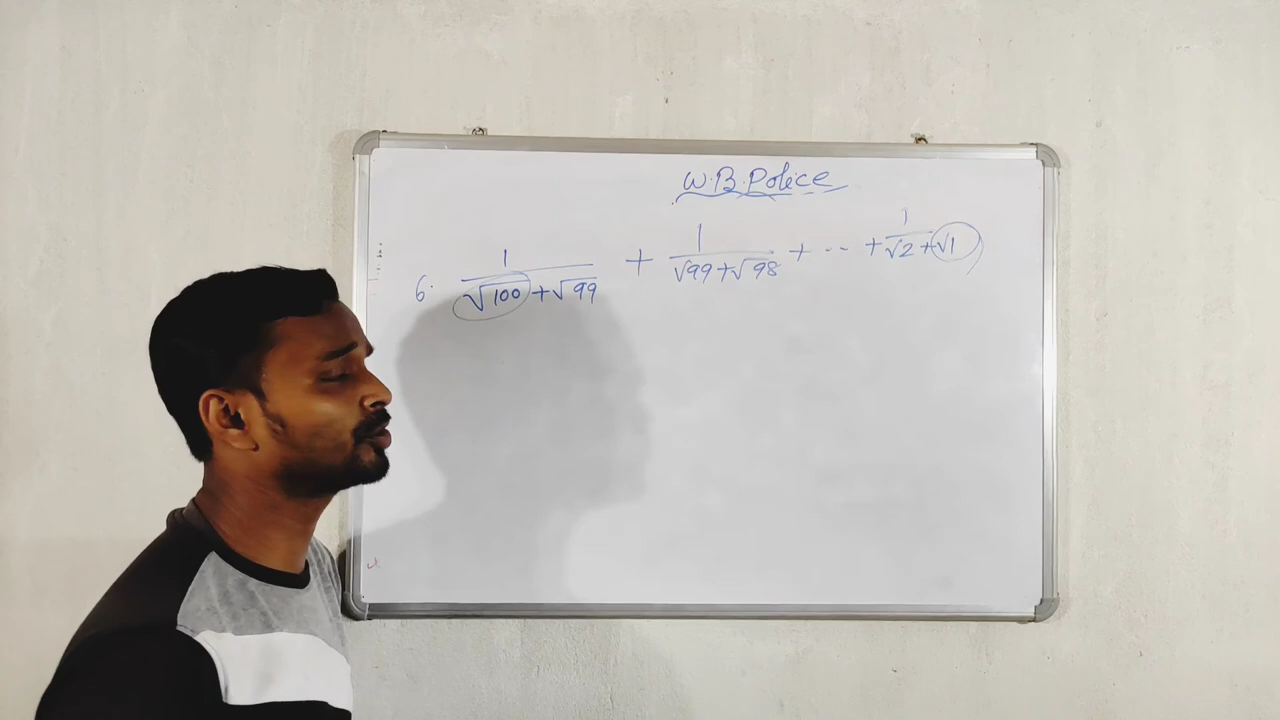 W.B.Police
6. 1/(√100+√99) + 1/(√99+√98) + -- + 1/(√2+√1)